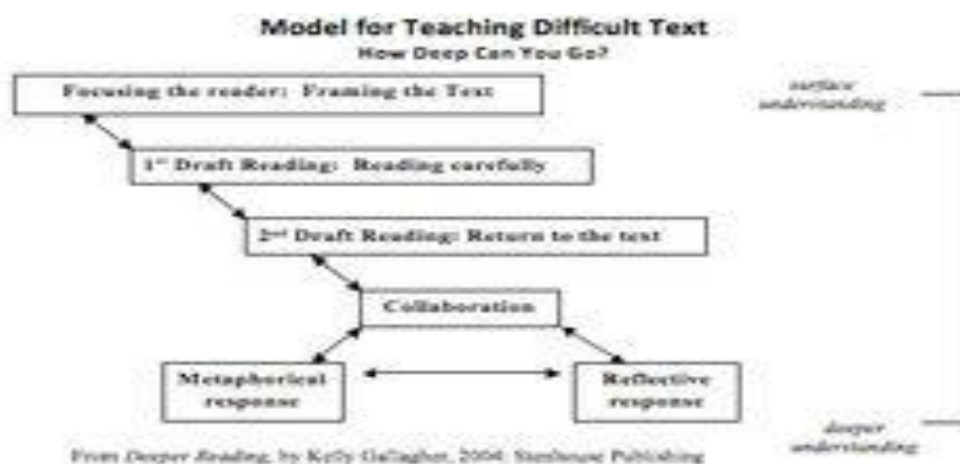 Model for Teaching Difficult Text
How Deep Can You Go?
Focusing the reader: Framing the Text
surface
understanding
1st Draft Reading: Reading carefully
2nd Draft Reading: Return to the text
Collaboration
Metaphorical
response
Reflective
response
deeper
understanding
From Deeper Reading, by Kelly Gallagher, 2004. Stenhouse Publishing